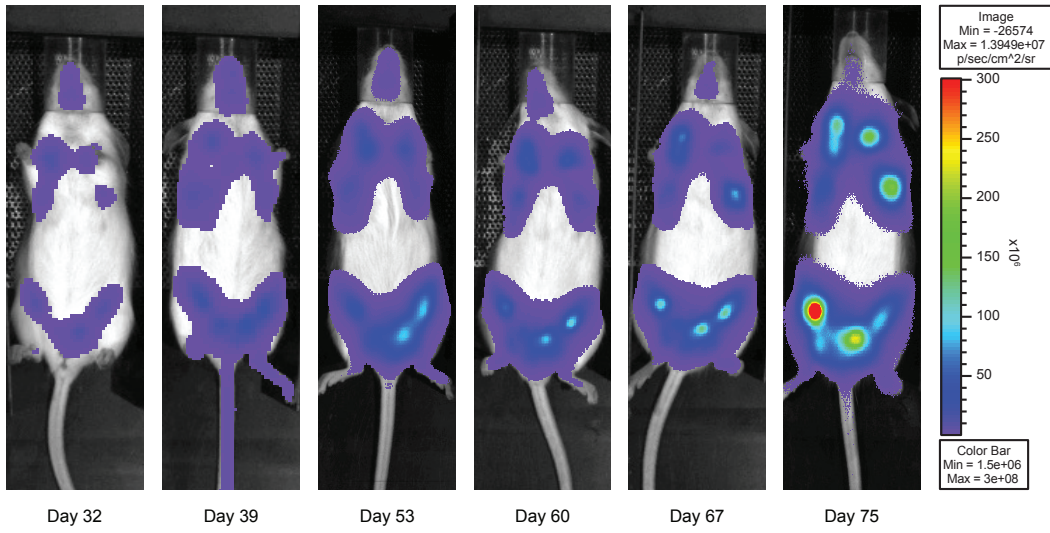 Image
Min = -26574
Max = 1.3949e+07
p/sec/cm^2/sr
300
250
200
150
100
50
x10⁶
Color Bar
Min = 1.5e+06
Max = 3e+08
Day 32
Day 39
Day 53
Day 60
Day 67
Day 75